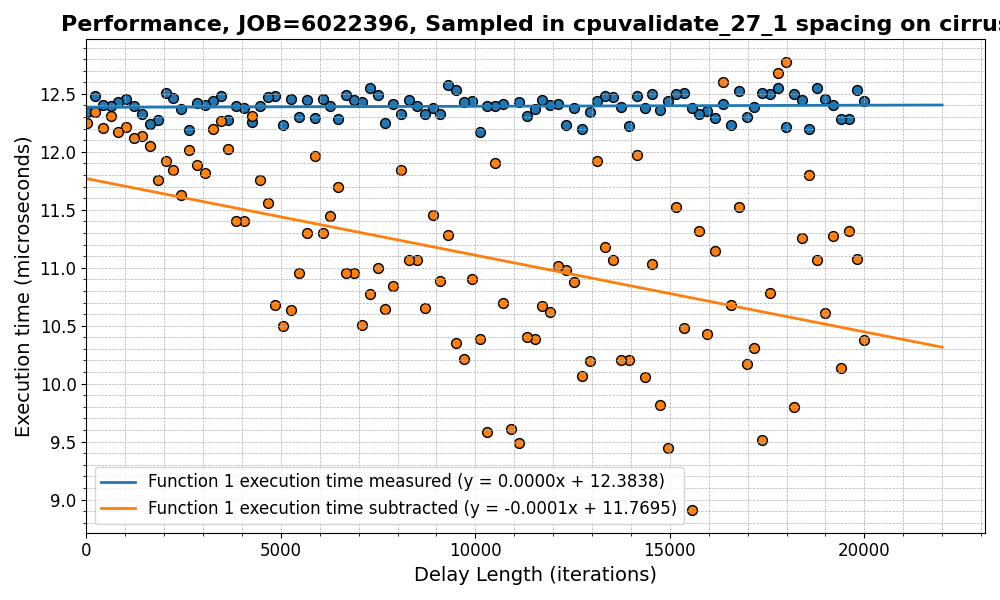 Performance, JOB=6022396, Sampled in cpuvalidate_27_1 spacing on cirrus
Execution time (microseconds)
12.5
12.0
11.5
11.0
10.5
10.0
9.5
9.0
Function 1 execution time measured (y = 0.0000x + 12.3838)
Function 1 execution time subtracted (y = -0.0001x + 11.7695)
0 5000 10000 15000 20000
Delay Length (iterations)